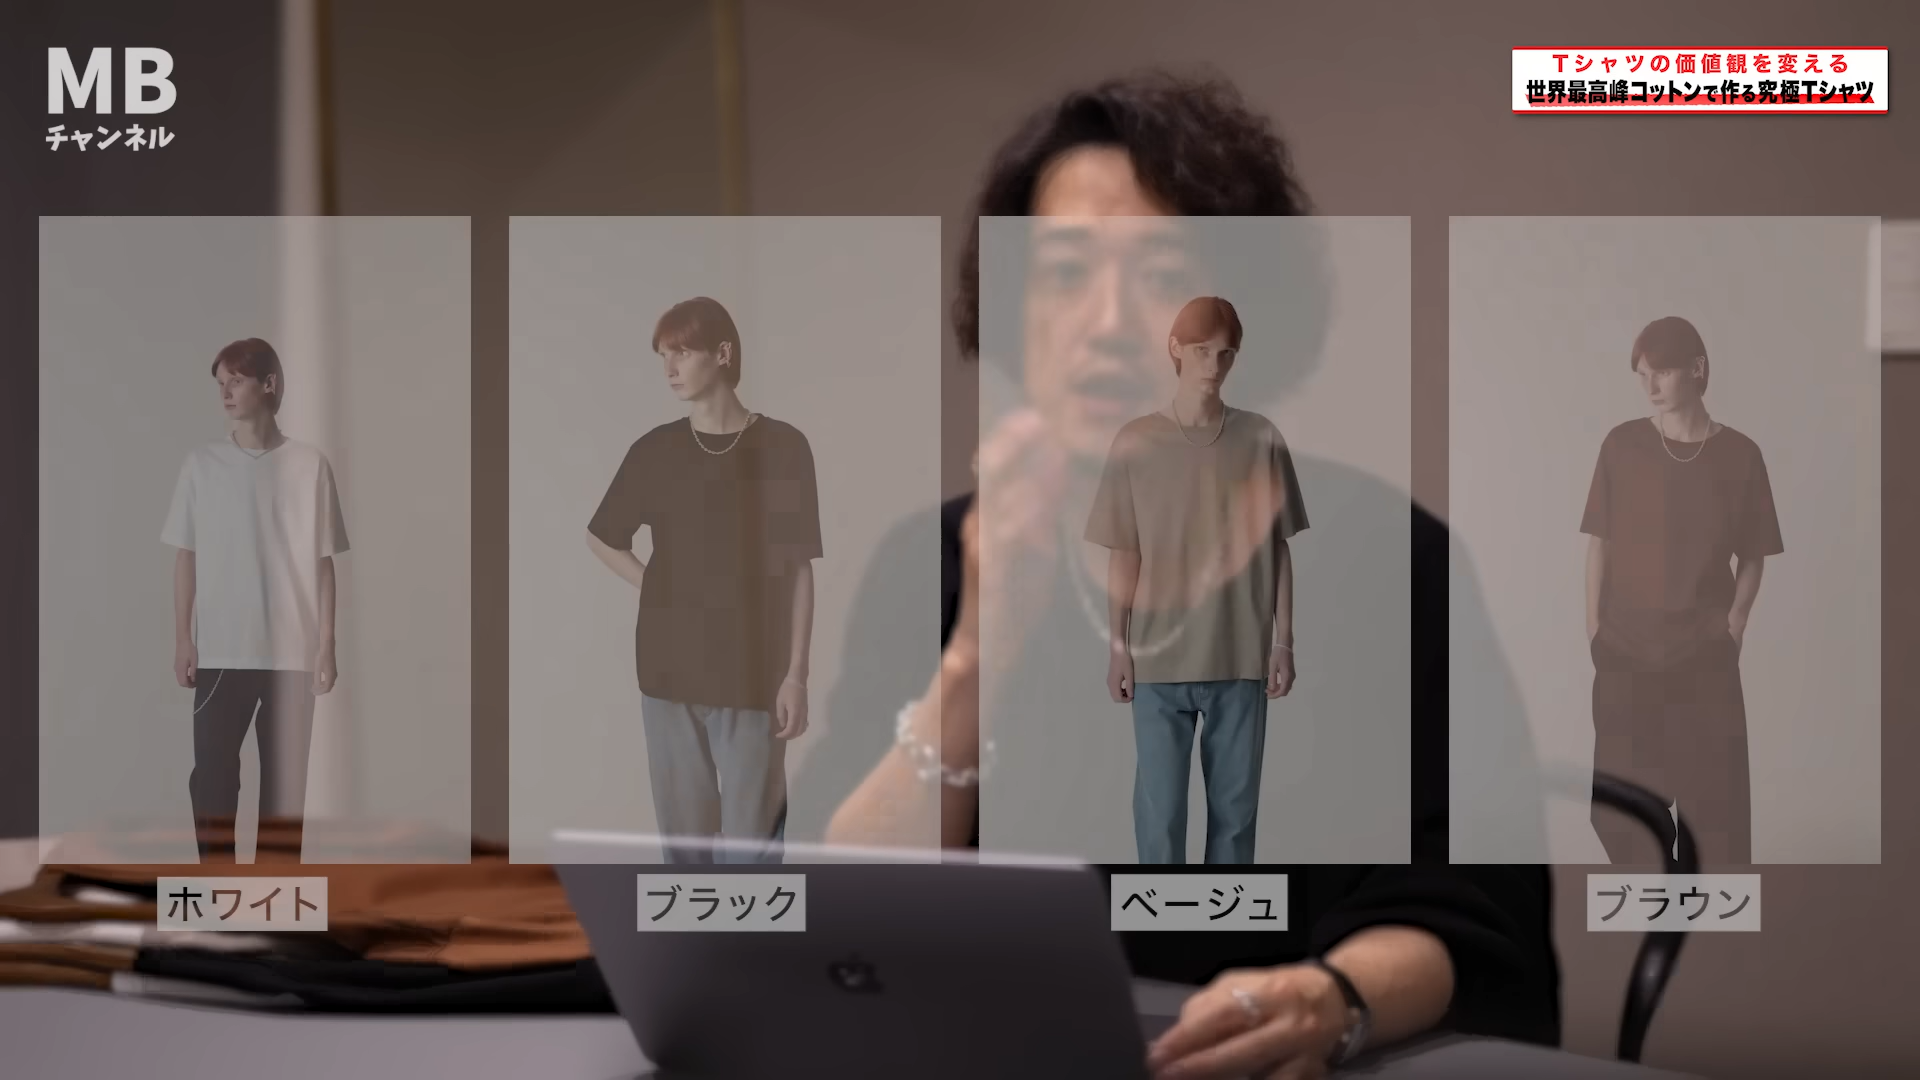 MB
チャンネル
Tシャツの価値観を変える
世界最高峰コットンで作る究極Tシャツ
ホワイト
ブラック
ベージュ
ブラウン